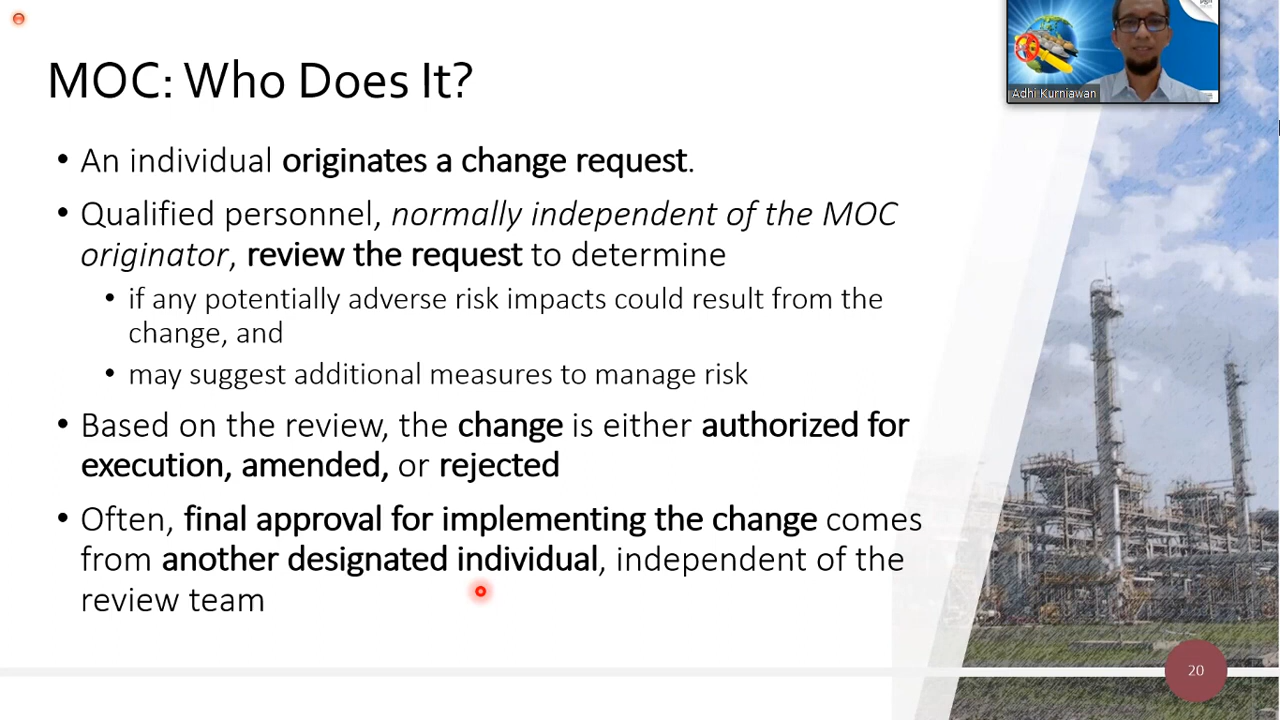 MOC: Who Does It?
Adhi Kurniawan
• An individual originates a change request.
• Qualified personnel, normally independent of the MOC
originator, review the request to determine
• if any potentially adverse risk impacts could result from the
change, and
• may suggest additional measures to manage risk
• Based on the review, the change is either authorized for
execution, amended, or rejected
• Often, final approval for implementing the change comes
from another designated individual, independent of the
review team
20